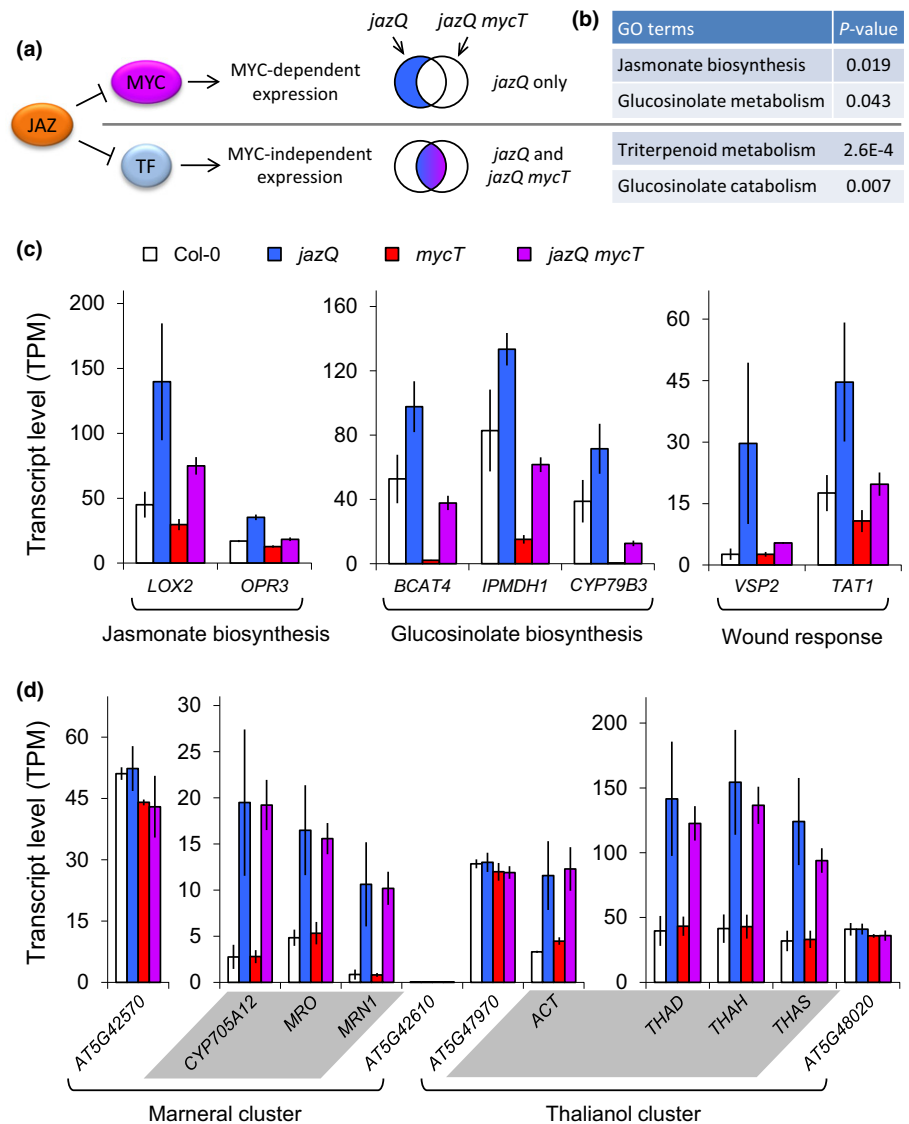 (a)
jazQ
jazQ mycT
JAZ
MYC
MYC-dependent
expression
jazQ only
TF
MYC-independent
expression
jazQ and
jazQ mycT
(b)
GO terms P-value
Jasmonate biosynthesis 0.019
Glucosinolate metabolism 0.043
Triterpenoid metabolism 2.6E-4
Glucosinolate catabolism 0.007
(c)
Col-0 jazQ mycT jazQ mycT
Transcript level (TPM)
200
150
100
50
0
LOX2 OPR3
Jasmonate biosynthesis
160
120
80
40
0
BCAT4 IPMDH1 CYP79B3
Glucosinolate biosynthesis
60
45
30
15
0
VSP2 TAT1
Wound response
(d)
Transcript level (TPM)
60
45
30
15
0
30
25
20
15
10
5
0
200
150
100
50
0
AT5G42570 CYP705A12 MRO MRN1 AT5G42610 AT5G47970 ACT THAD THAH THAS AT5G48020
Marneral cluster
Thalianol cluster